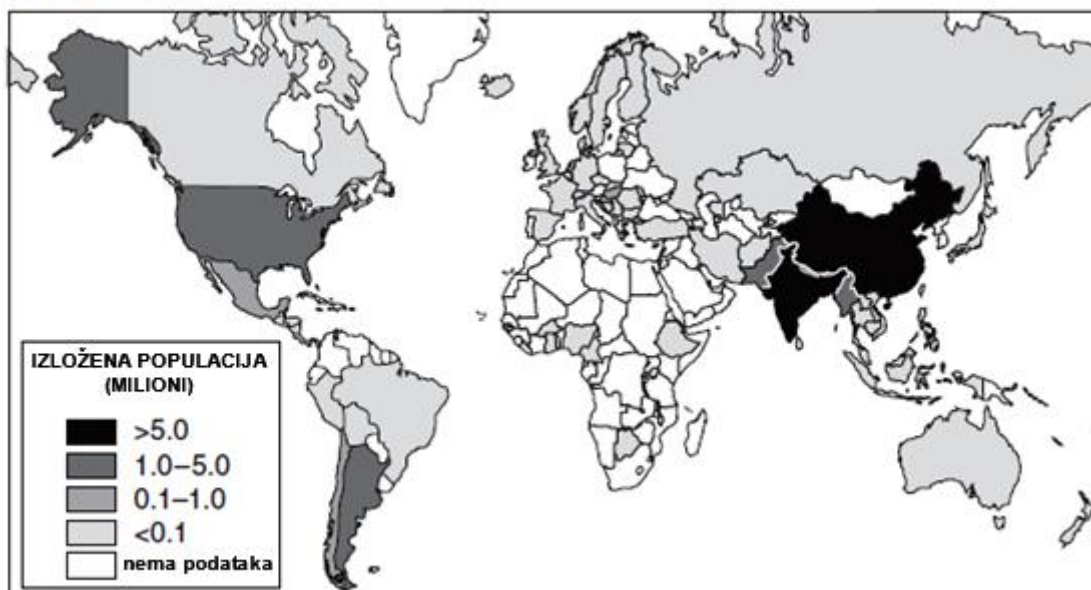 IZLOŽENA POPULACIJA
(MILIONI)
>5.0
1.0–5.0
0.1–1.0
<0.1
nema podataka